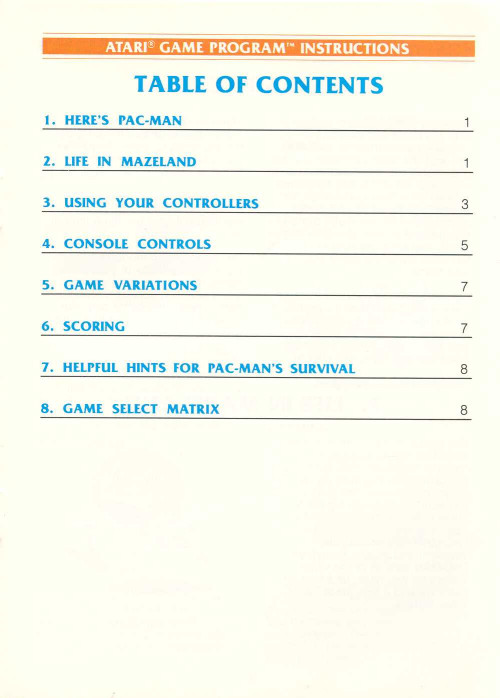 ATARI® GAME PROGRAM™ INSTRUCTIONS
TABLE OF CONTENTS
1. HERE'S PAC-MAN 1
2. LIFE IN MAZELAND 1
3. USING YOUR CONTROLLERS 3
4. CONSOLE CONTROLS 5
5. GAME VARIATIONS 7
6. SCORING 7
7. HELPFUL HINTS FOR PAC-MAN'S SURVIVAL 8
8. GAME SELECT MATRIX 8